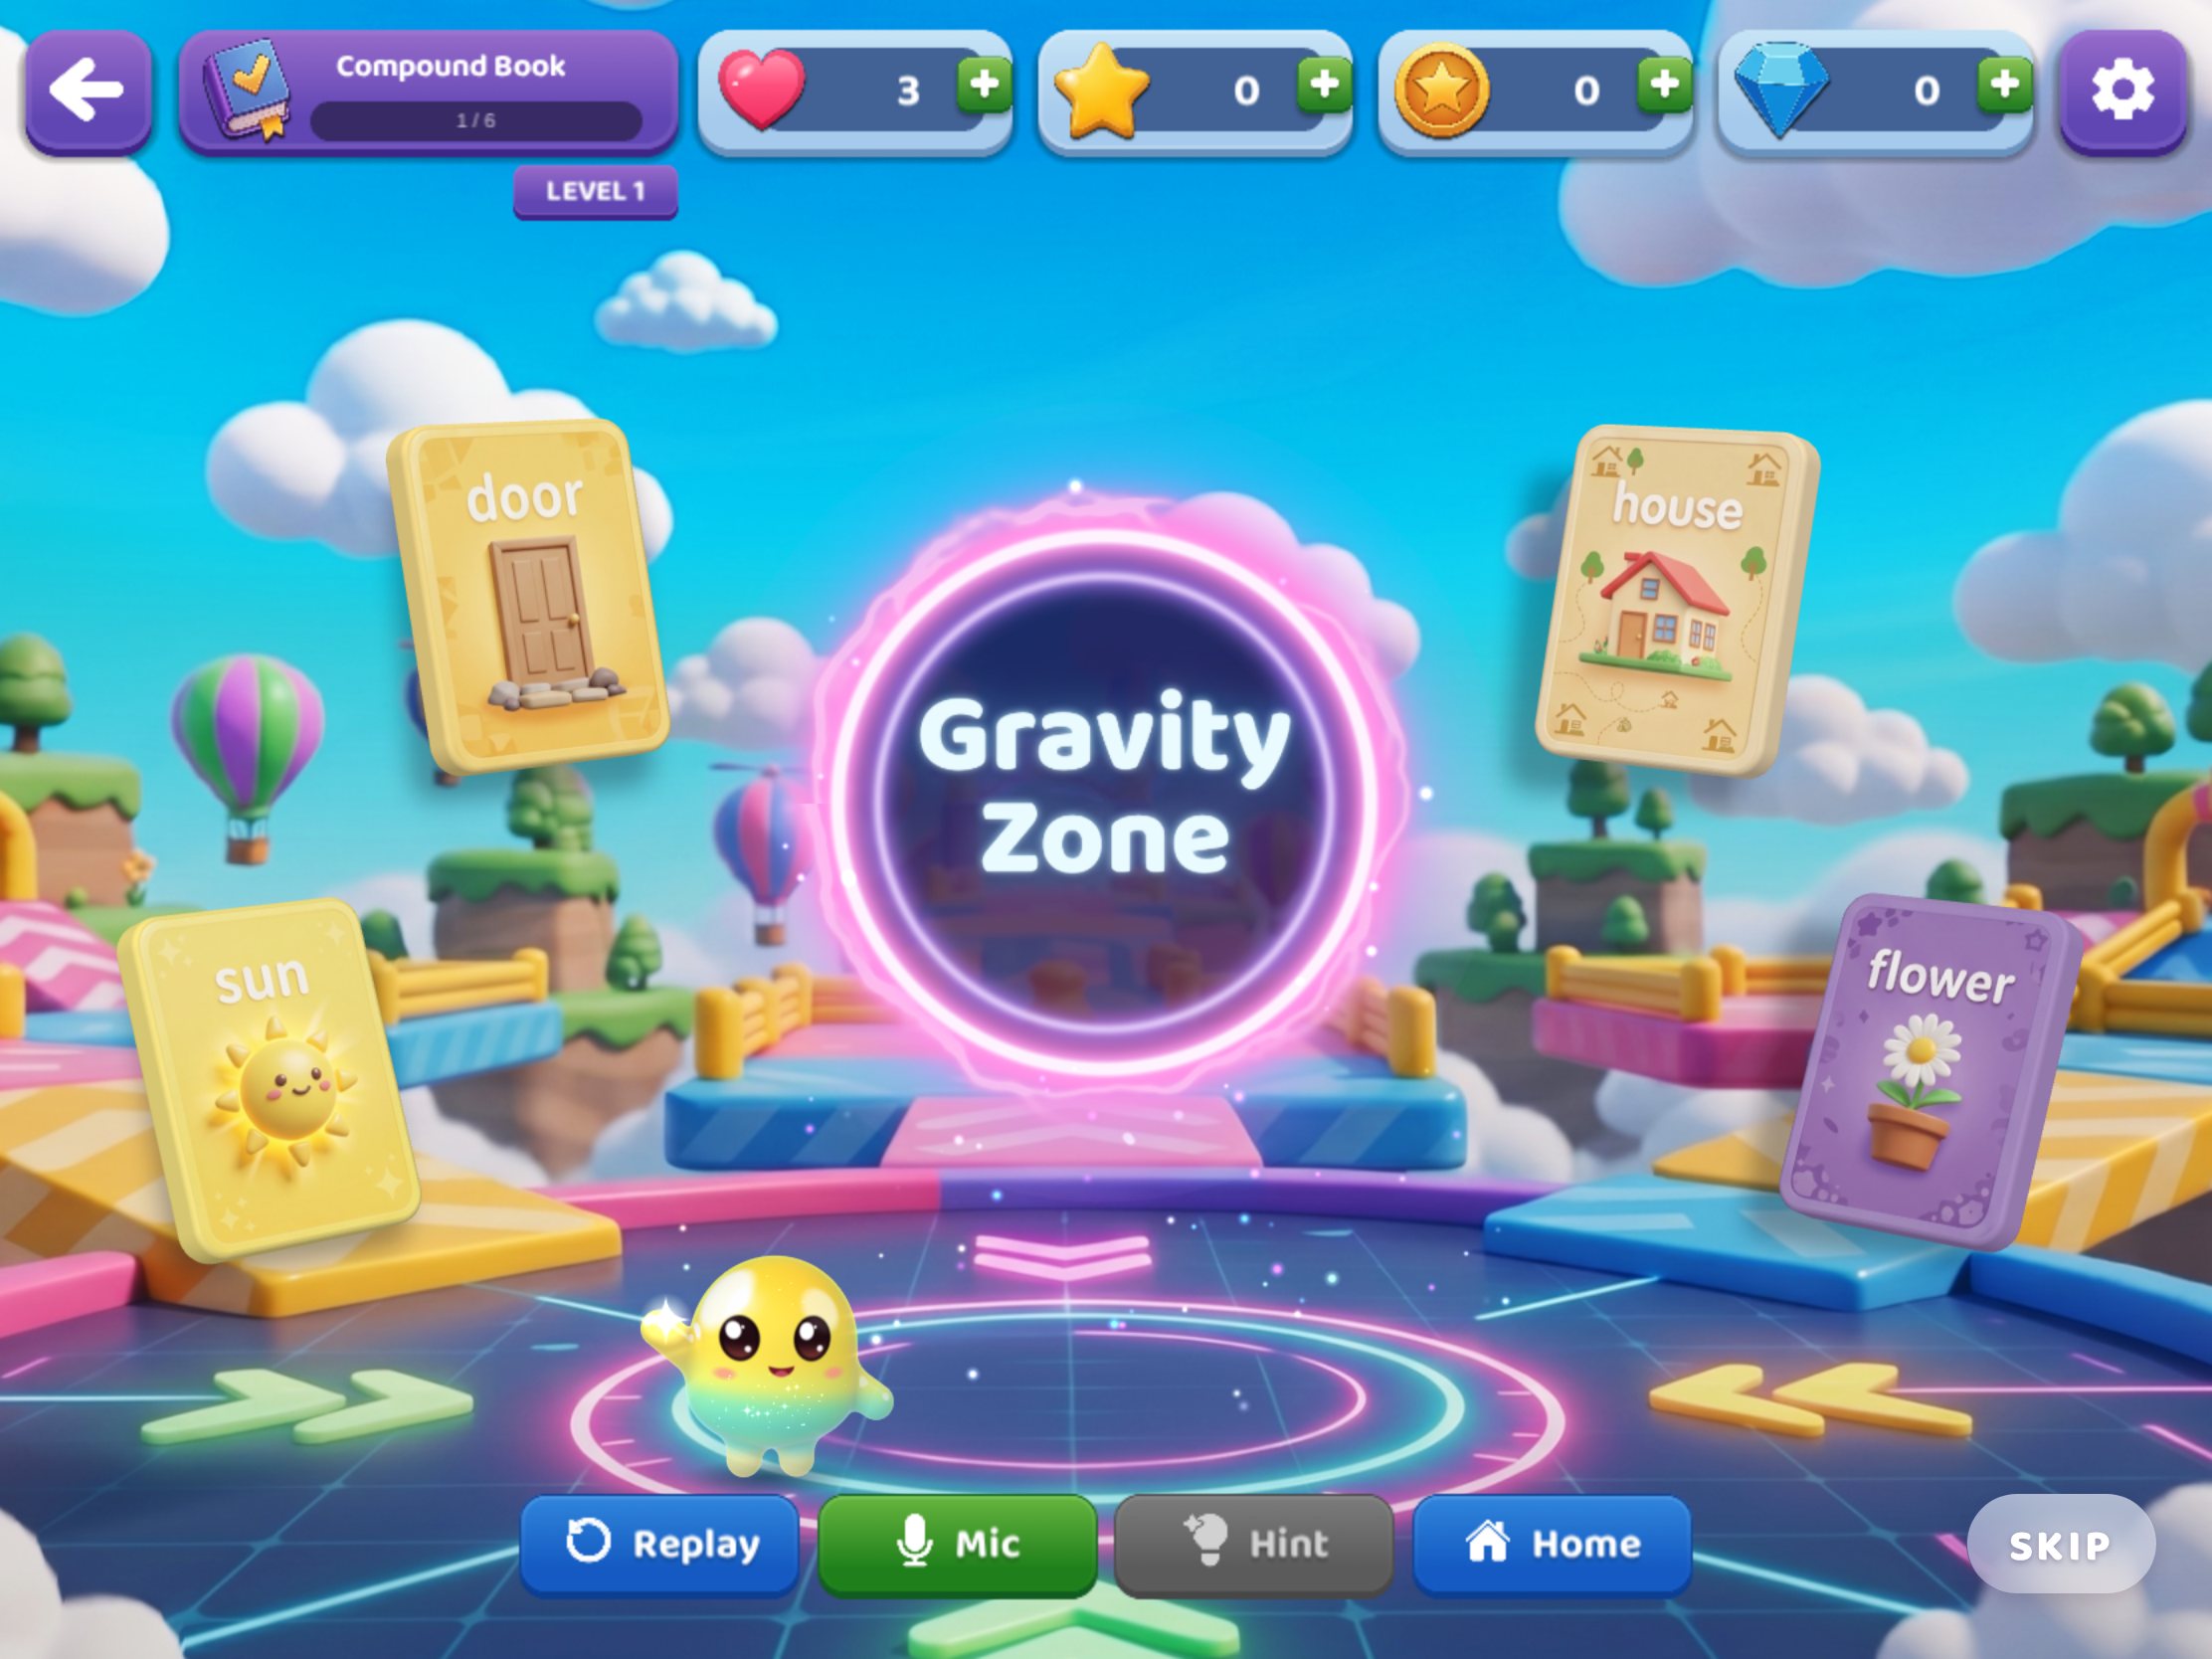 Compound Book
1 / 6
3
0
0
0
LEVEL 1
door
house
Gravity
Zone
sun
flower
Replay
Mic
Hint
Home
SKIP